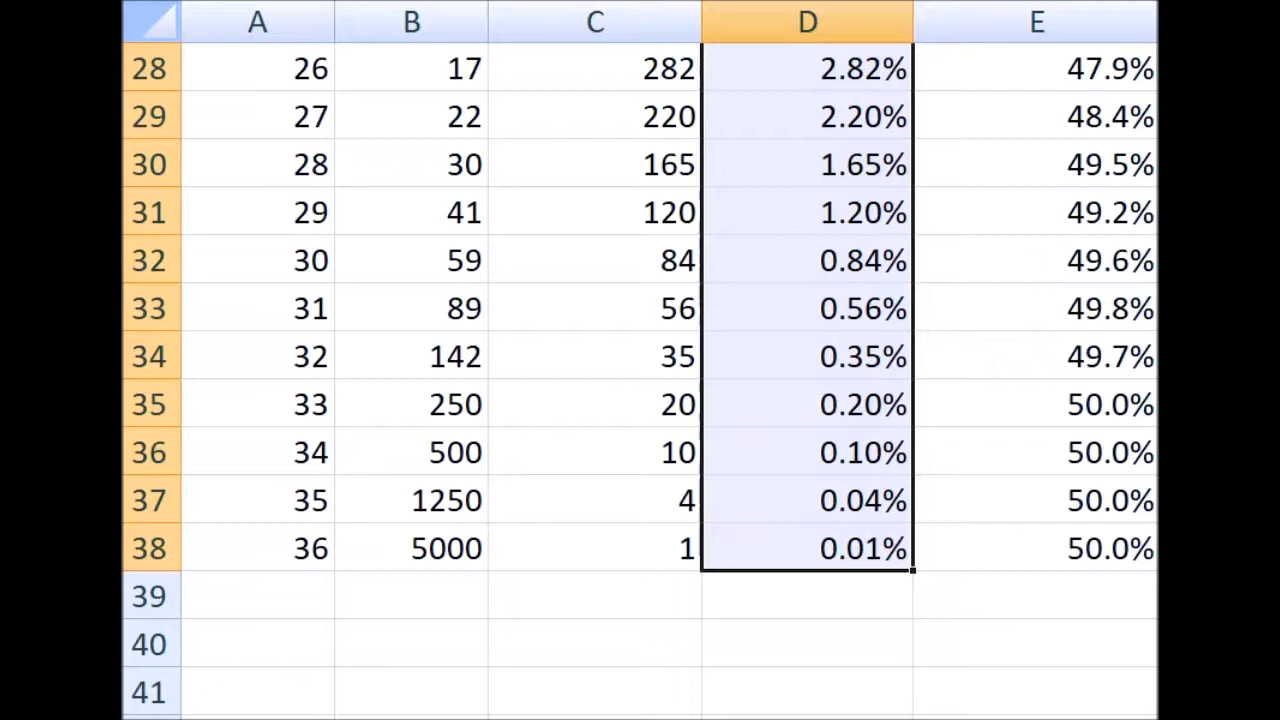 A B C D E
28 26 17 282 2.82% 47.9%
29 27 22 220 2.20% 48.4%
30 28 30 165 1.65% 49.5%
31 29 41 120 1.20% 49.2%
32 30 59 84 0.84% 49.6%
33 31 89 56 0.56% 49.8%
34 32 142 35 0.35% 49.7%
35 33 250 20 0.20% 50.0%
36 34 500 10 0.10% 50.0%
37 35 1250 4 0.04% 50.0%
38 36 5000 1 0.01% 50.0%
39
40
41